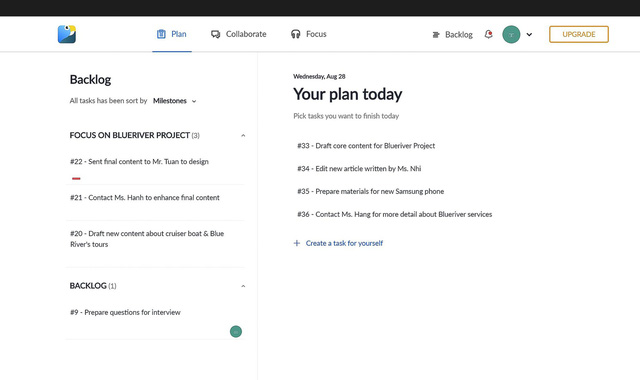 Plan
Collaborate
Focus
Backlog
UPGRADE
Backlog
All tasks has been sort by Milestones
FOCUS ON BLUERIVER PROJECT (3)
#22 - Sent final content to Mr. Tuan to design
#21 - Contact Ms. Hanh to enhance final content
#20 - Draft new content about cruiser boat & Blue
River's tours
BACKLOG (1)
#9 - Prepare questions for interview
Wednesday, Aug 28
Your plan today
Pick tasks you want to finish today
#33 - Draft core content for Blueriver Project
#34 - Edit new article written by Ms. Nhi
#35 - Prepare materials for new Samsung phone
#36 - Contact Ms. Hang for more detail about Blueriver services
+ Create a task for yourself